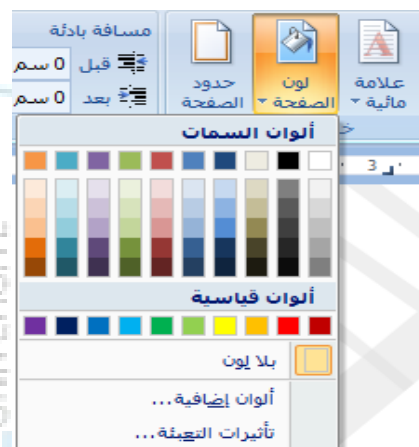 علامة مائية
لون الصفحة
حدود الصفحة
مسافة بادئة
قبل 0 سم
بعد 0 سم
3
ألوان السمات
ألوان قياسية
بلا لون
ألوان إضافية...
تأثيرات التعبئة...